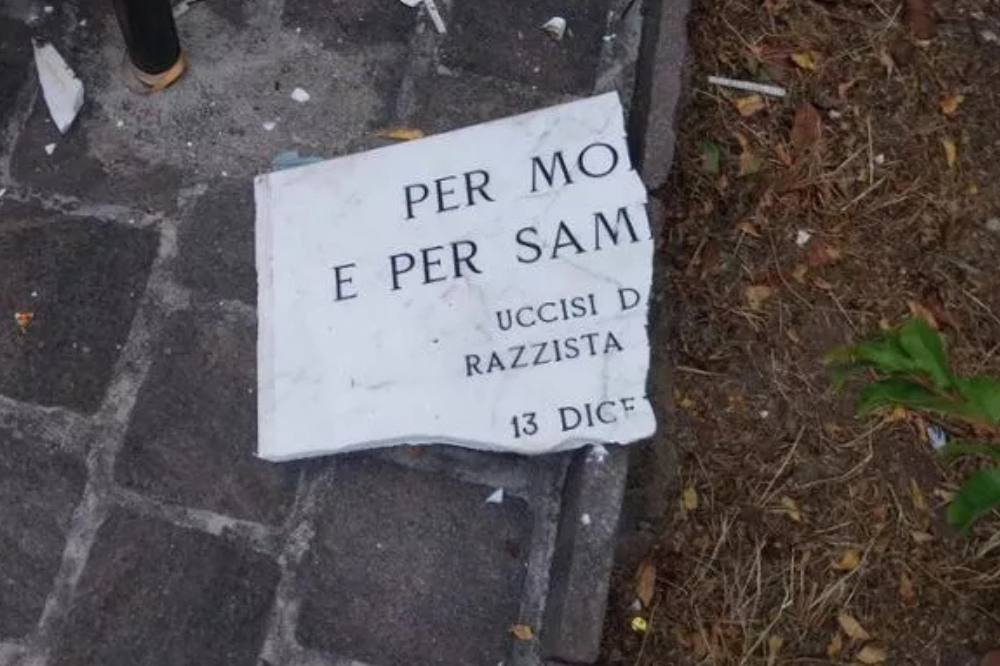 PER MO
E PER SAM
UCCISI D
RAZZISTA
13 DICE